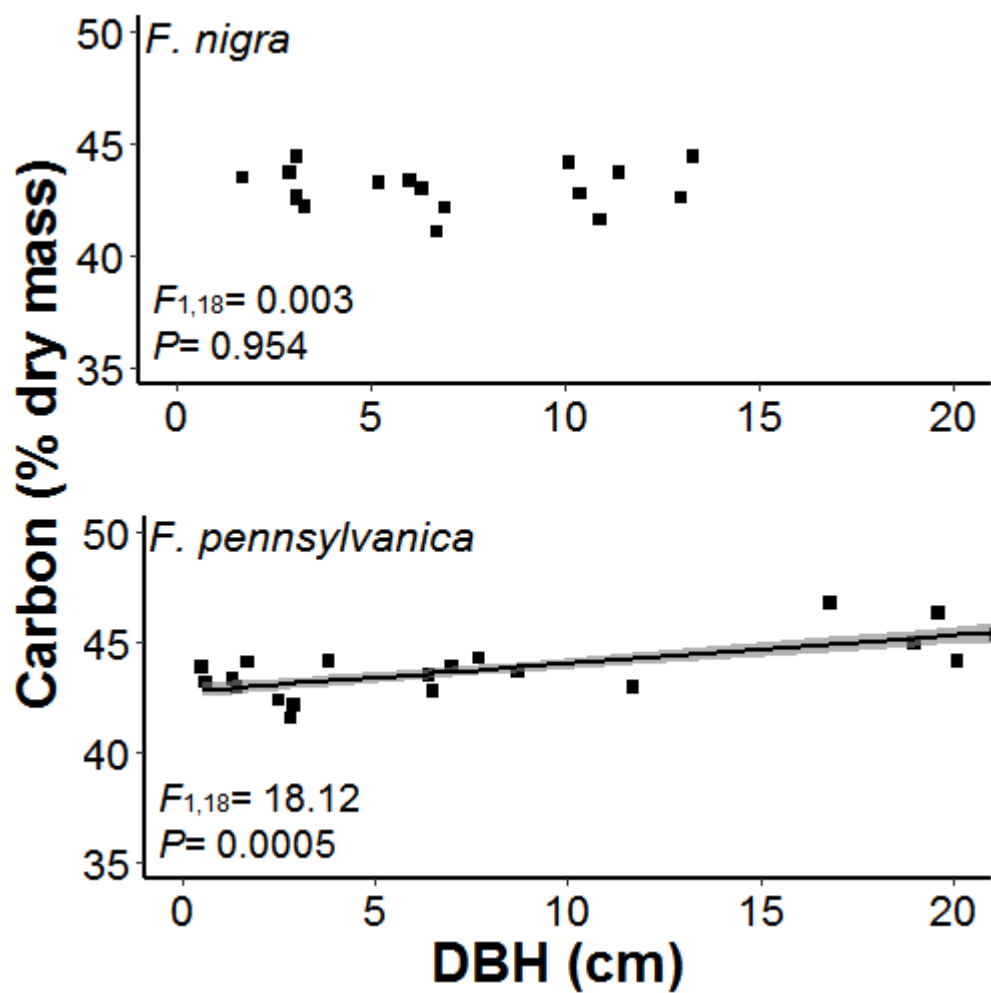 Carbon (% dry mass)
50
45
40
35
F. nigra
F1,18= 0.003
P= 0.954
0 5 10 15 20
50
45
40
35
F. pennsylvanica
F1,18= 18.12
P= 0.0005
0 5 10 15 20
DBH (cm)